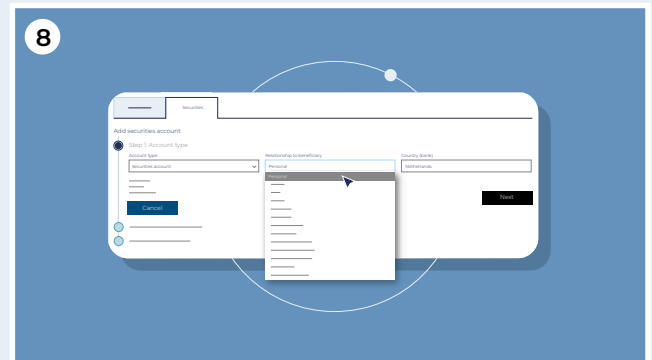 8
Securities
Add securities account
Step 1: Account type
Account type Relationship to beneficiary Country (bank)
Securities account Personal Netherlands
Personal
Next
Cancel